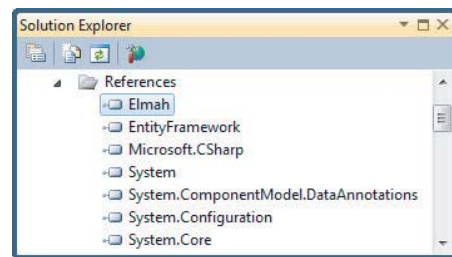 Solution Explorer
References
Elmah
EntityFramework
Microsoft.CSharp
System
System.ComponentModel.DataAnnotations
System.Configuration
System.Core